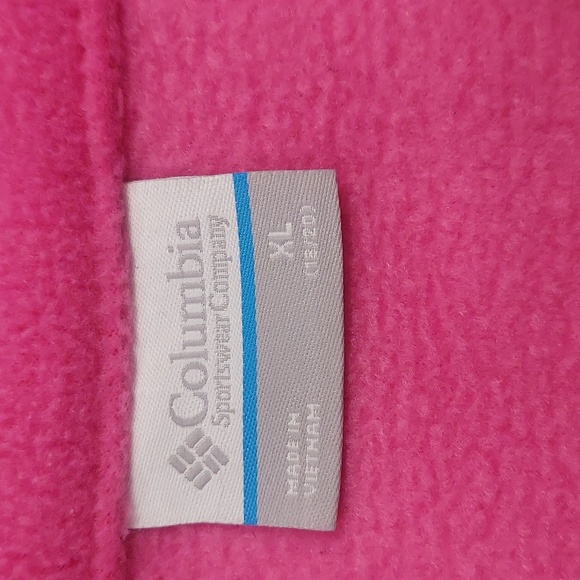 Columbia
Sportswear Company
XL
(18/20)
MADE IN
VIETNAM